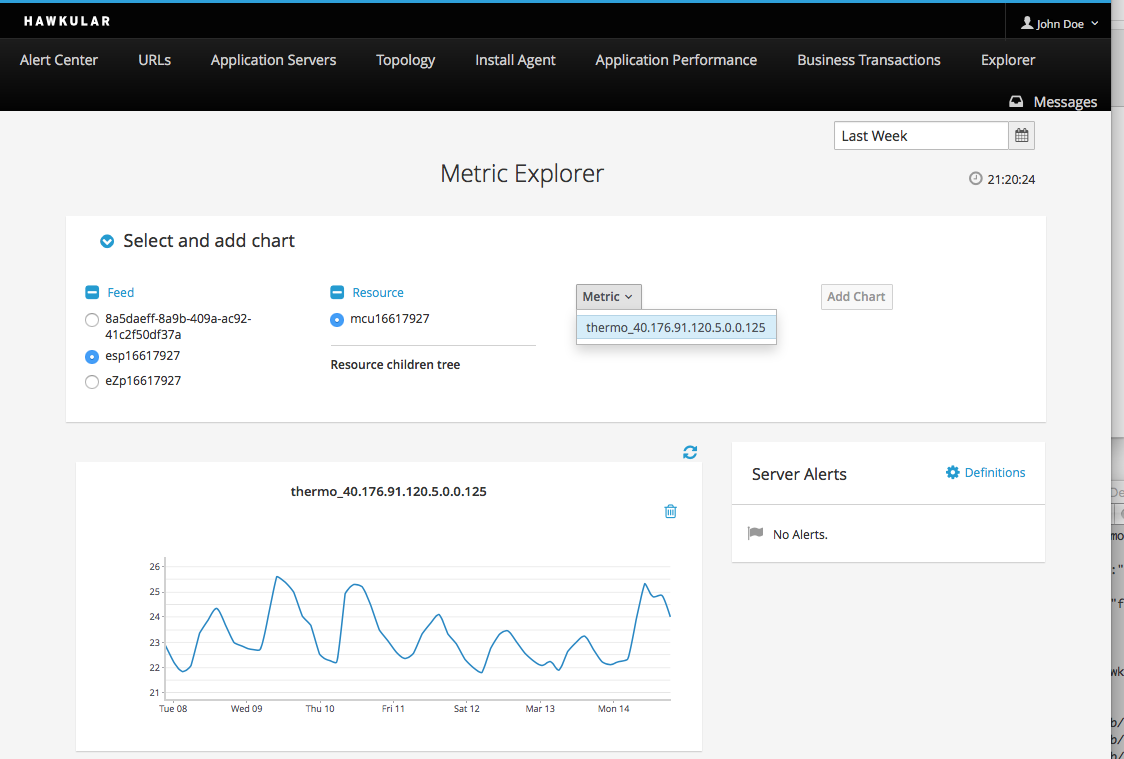 HAWKULAR
John Doe
Alert Center URLs Application Servers Topology Install Agent Application Performance Business Transactions Explorer
Messages
Last Week
Metric Explorer
21:20:24
Select and add chart
Feed
8a5daeff-8a9b-409a-ac92-
41c2f50df37a
esp16617927
eZp16617927
Resource
mcu16617927
Resource children tree
Metric
thermo_40.176.91.120.5.0.0.125
Add Chart
thermo_40.176.91.120.5.0.0.125
26
25
24
23
22
21
Tue 08 Wed 09 Thu 10 Fri 11 Sat 12 Mar 13 Mon 14
Server Alerts
Definitions
No Alerts.
mo
:"
"f
wk
b/
b/